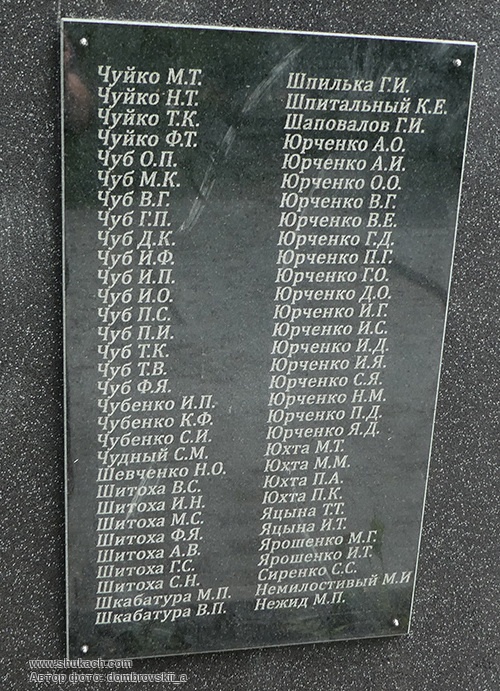 Чуйко М.Т.
Чуйко Н.Т.
Чуйко Т.К.
Чуйко Ф.Т.
Чуб О.П.
Чуб М.К.
Чуб В.Г.
Чуб Г.П.
Чуб Д.К.
Чуб И.Ф.
Чуб И.П.
Чуб И.О.
Чуб П.С.
Чуб П.И.
Чуб Т.К.
Чуб Т.В.
Чуб Ф.Я.
Чубенко И.П.
Чубенко К.Ф.
Чубенко С.И.
Чудный С.М.
Шевченко Н.О.
Шитоха В.С.
Шитоха И.Н.
Шитоха М.С.
Шитоха Ф.Я.
Шитоха А.В.
Шитоха Г.С.
Шитоха С.Н.
Шкабатура М.П.
Шкабатура В.П.
Шпилька Г.И.
Шпитальный К.Е.
Шаповалов Г.И.
Юрченко А.О.
Юрченко А.И.
Юрченко О.О.
Юрченко В.Г.
Юрченко В.Е.
Юрченко Г.Д.
Юрченко П.Г.
Юрченко Г.О.
Юрченко Д.О.
Юрченко И.Г.
Юрченко И.С.
Юрченко И.Д.
Юрченко И.Я.
Юрченко С.Я.
Юрченко Н.М.
Юрченко П.Д.
Юрченко Я.Д.
Юхта М.Т.
Юхта М.М.
Юхта П.А.
Юхта П.К.
Яцына Т.Т.
Яцына И.Т.
Ярошенко М.Г.
Ярошенко И.Т.
Сиренко С.С.
Немилостивый М.И
Нежид М.П.
www.shukach.com
Автор фото: dombrovskii_a